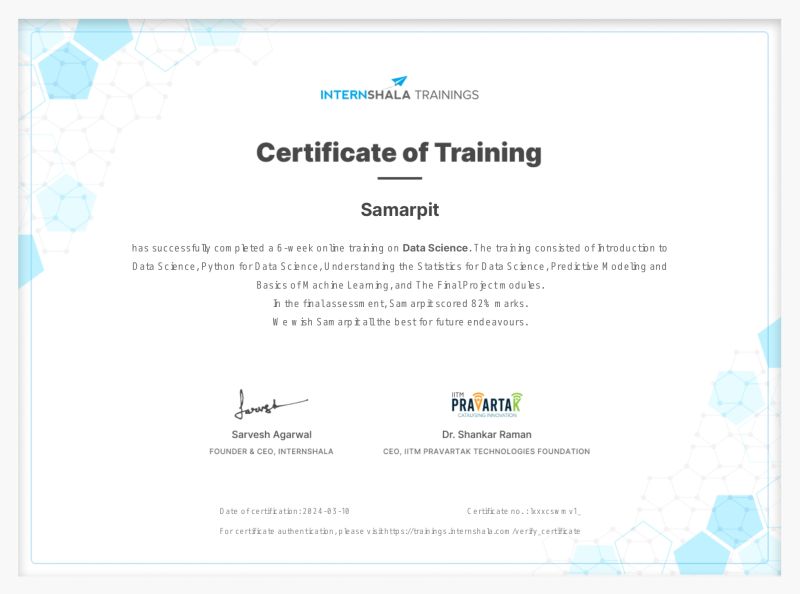 INTERNSHALA TRAININGS
Certificate of Training
Samarpit
has successfully completed a 6-week online training on Data Science. The training consisted of Introduction to
Data Science, Python for Data Science, Understanding the Statistics for Data Science, Predictive Modeling and
Basics of Machine Learning, and The Final Project modules.
In the final assessment, Samarpit scored 82% marks.
We wish Samarpit all the best for future endeavours.
Sarvesh
IITM
PRAVARTAK
CATALYSING INNOVATION
Sarvesh Agarwal
Dr. Shankar Raman
FOUNDER & CEO, INTERNSHALA
CEO, IITM PRAVARTAK TECHNOLOGIES FOUNDATION
Date of certification: 2024-03-10
Certificate no. :
For certificate authentication, please visit https://trainings.internshala.com/verify_certificate